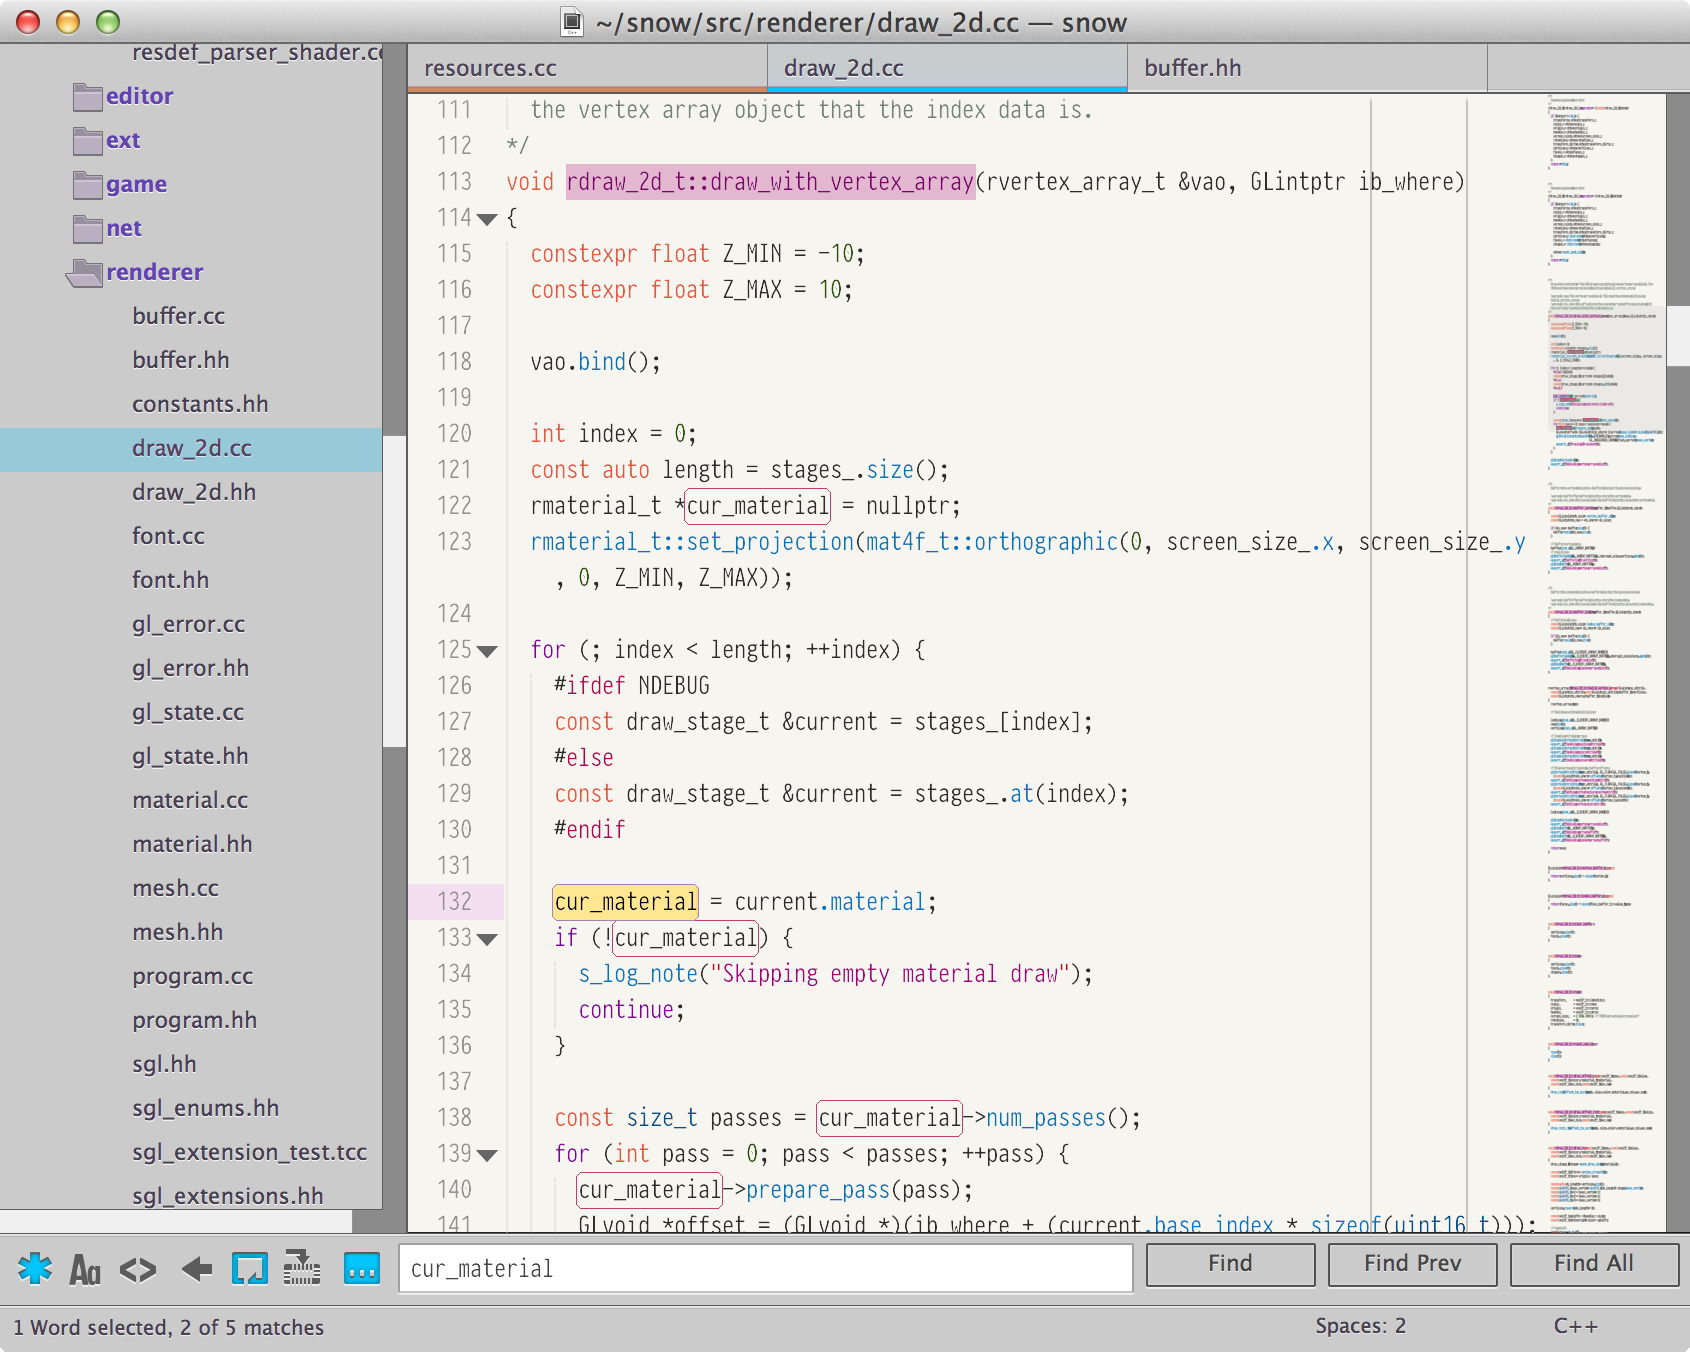 ~/snow/src/renderer/draw_2d.cc — snow
resdef_parser_shader.cc
editor
ext
game
net
renderer
buffer.cc
buffer.hh
constants.hh
draw_2d.cc
draw_2d.hh
font.cc
font.hh
gl_error.cc
gl_error.hh
gl_state.cc
gl_state.hh
material.cc
material.hh
mesh.cc
mesh.hh
program.cc
program.hh
sgl.hh
sgl_enums.hh
sgl_extension_test.tcc
sgl_extensions.hh
resources.cc
draw_2d.cc
buffer.hh
111 the vertex array object that the index data is.
112 */
113 void rdraw_2d_t::draw_with_vertex_array(rvertex_array_t &vao, GLintptr ib_where)
114 {
115 constexpr float Z_MIN = -10;
116 constexpr float Z_MAX = 10;
117
118 vao.bind();
119
120 int index = 0;
121 const auto length = stages_.size();
122 rmaterial_t *cur_material = nullptr;
123 rmaterial_t::set_projection(mat4f_t::orthographic(0, screen_size_.x, screen_size_.y
, 0, Z_MIN, Z_MAX));
124
125 for (; index < length; ++index) {
126 #ifdef NDEBUG
127 const draw_stage_t &current = stages_[index];
128 #else
129 const draw_stage_t &current = stages_.at(index);
130 #endif
131
132 cur_material = current.material;
133 if (!cur_material) {
134 s_log_note("Skipping empty material draw");
135 continue;
136 }
137
138 const size_t passes = cur_material->num_passes();
139 for (int pass = 0; pass < passes; ++pass) {
140 cur_material->prepare_pass(pass);
141 GLvoid *offset = (GLvoid *)(ib_where + (current.base_index * sizeof(uint16_t)));
Aa
cur_material
Find
Find Prev
Find All
1 Word selected, 2 of 5 matches
Spaces: 2
C++